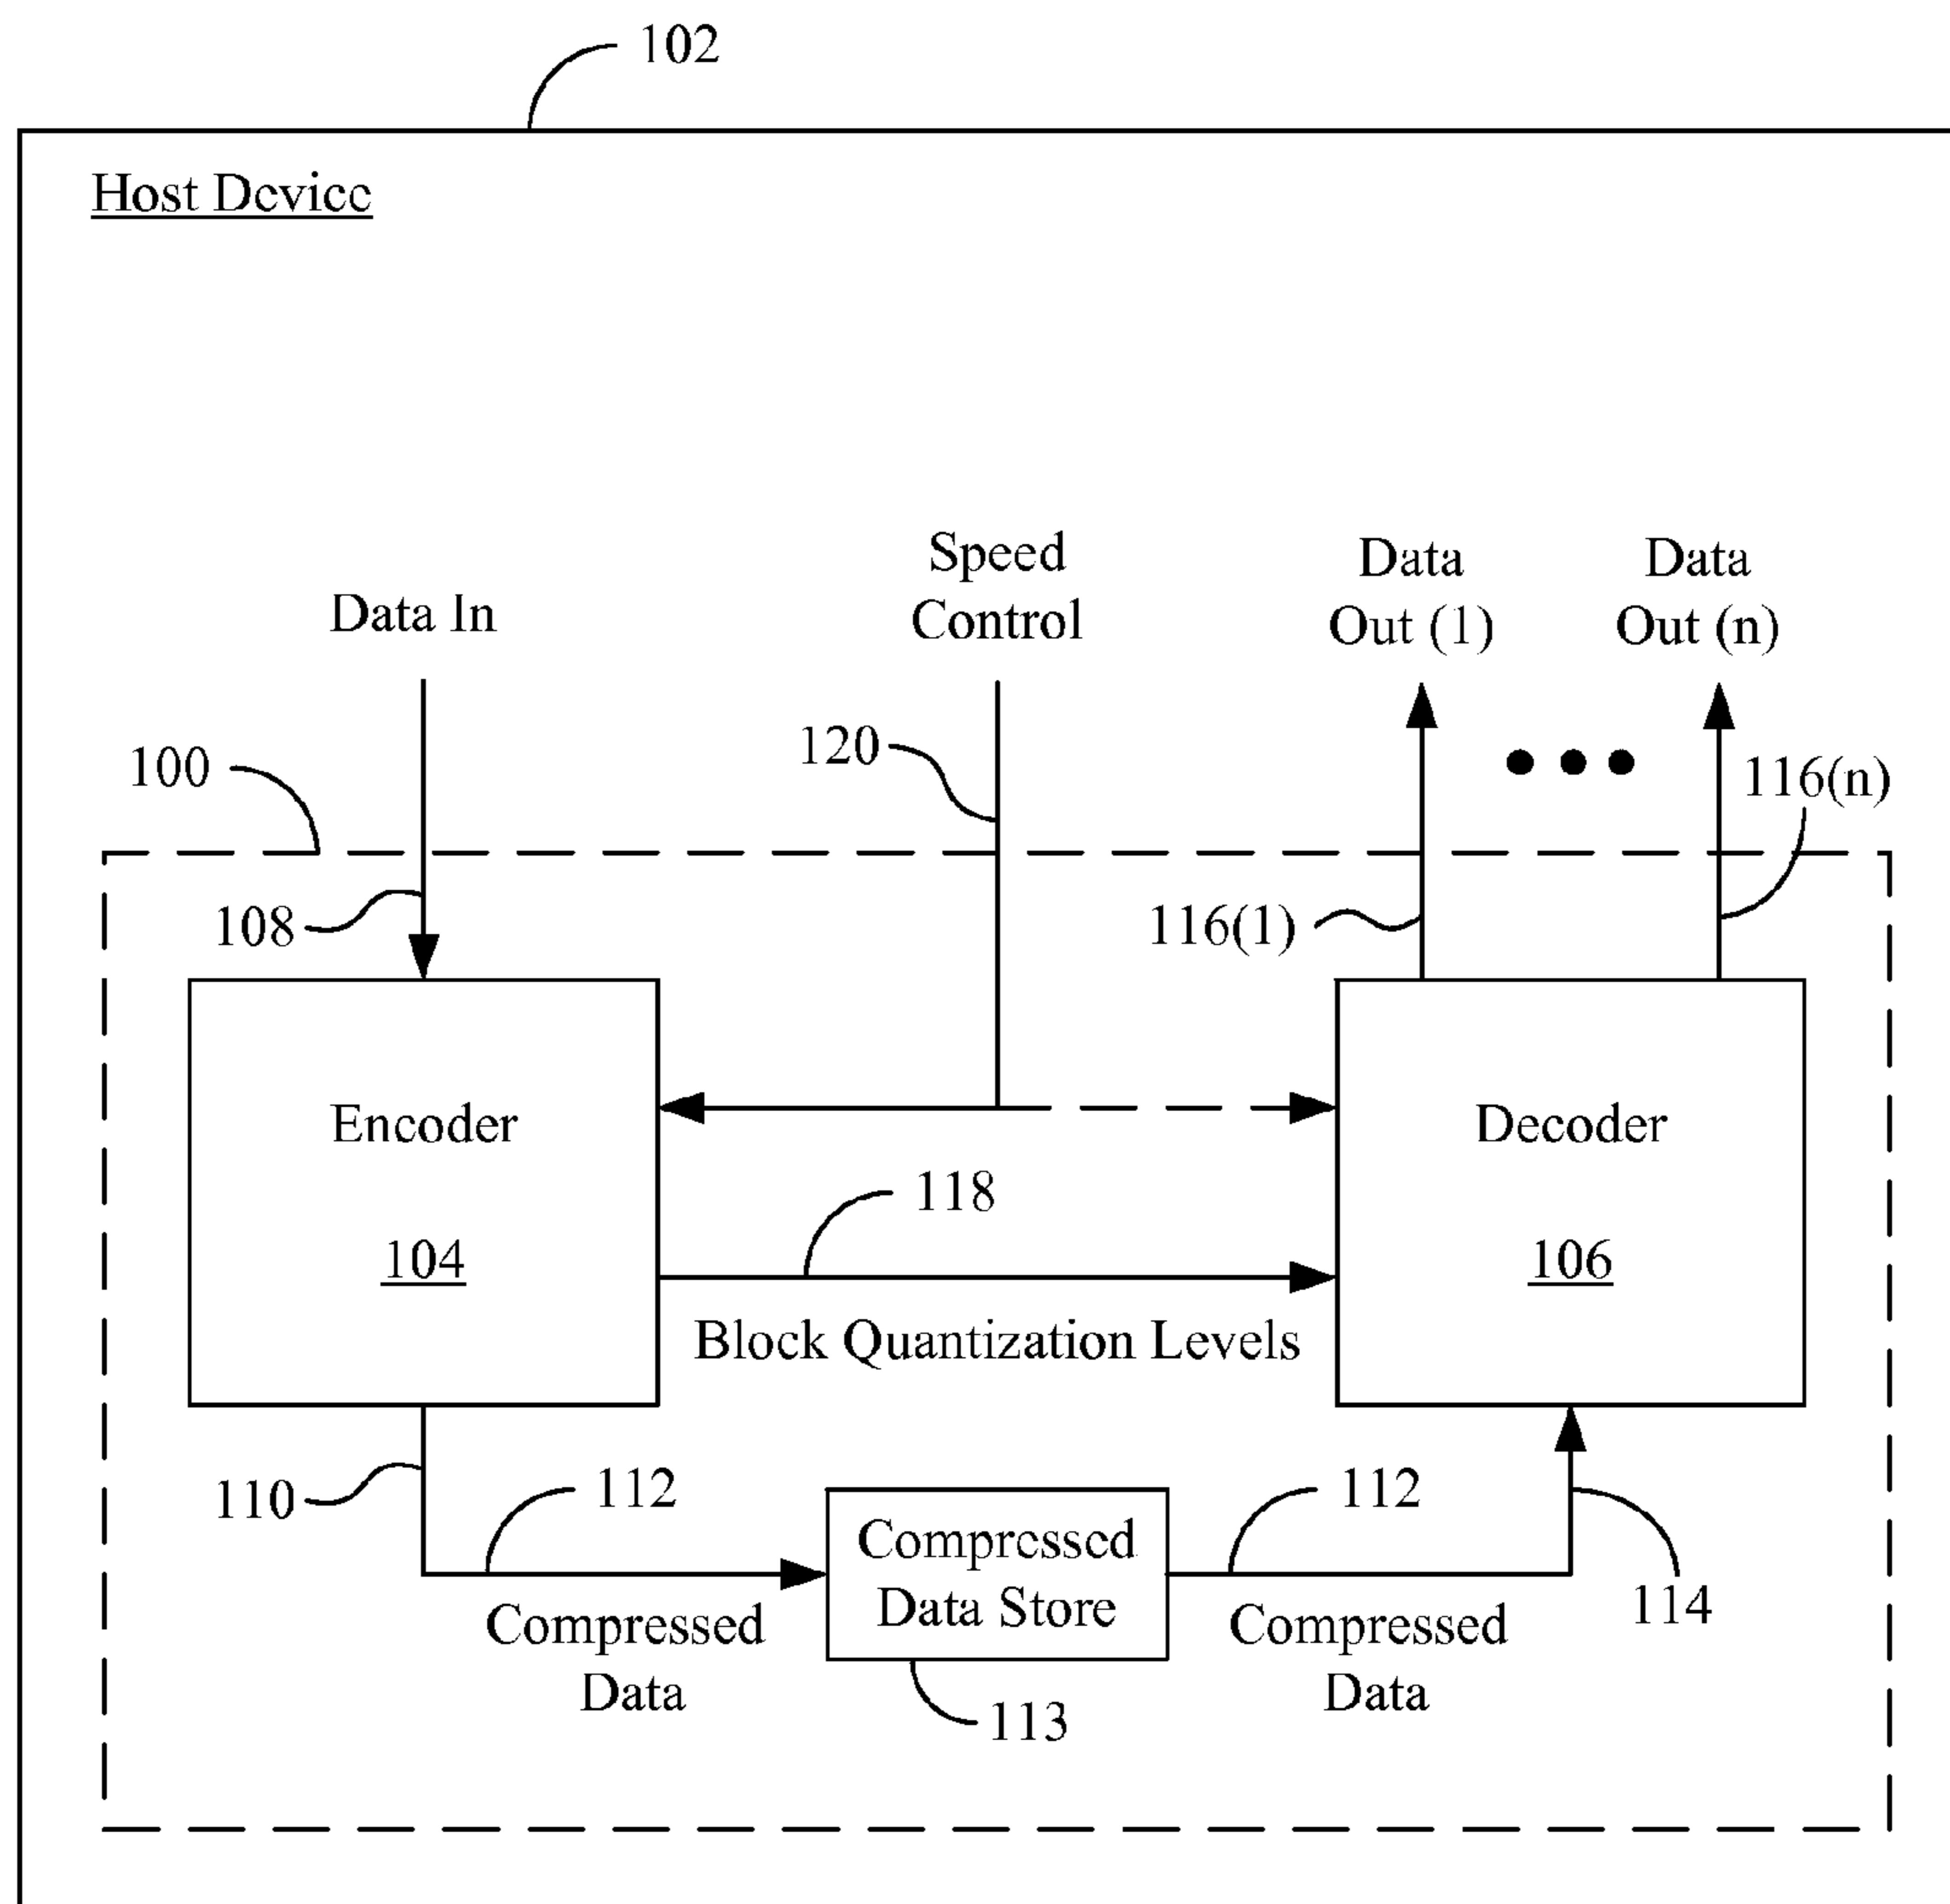 102
Host Device
Speed
Control
Data
Out (1)
Data
Out (n)
Data In
120
100
116(n)
108
116(1)
Encoder
104
Decoder
106
118
Block Quantization Levels
110
112
Compressed
Data Store
112
114
Compressed
Data
Compressed
Data
113